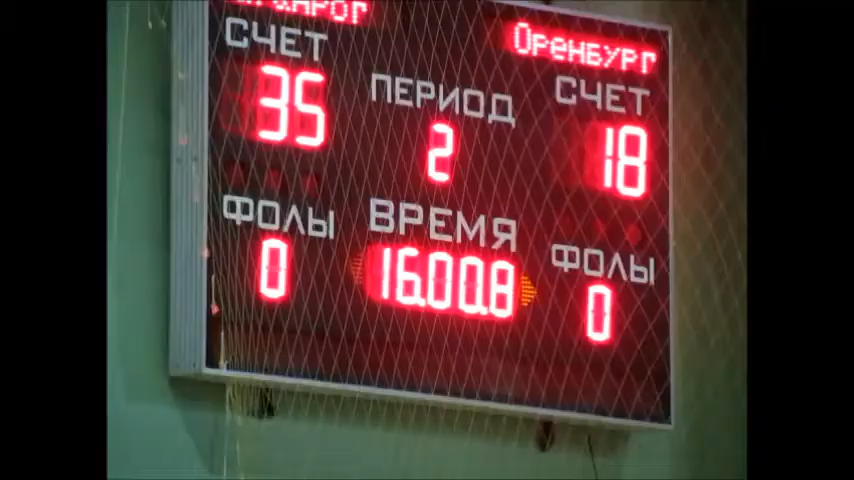 Оренбург
СЧЕТ СЧЕТ
35 ПЕРИОД 18
2
ФОЛЫ ВРЕМЯ ФОЛЫ
0 16.00.8 0